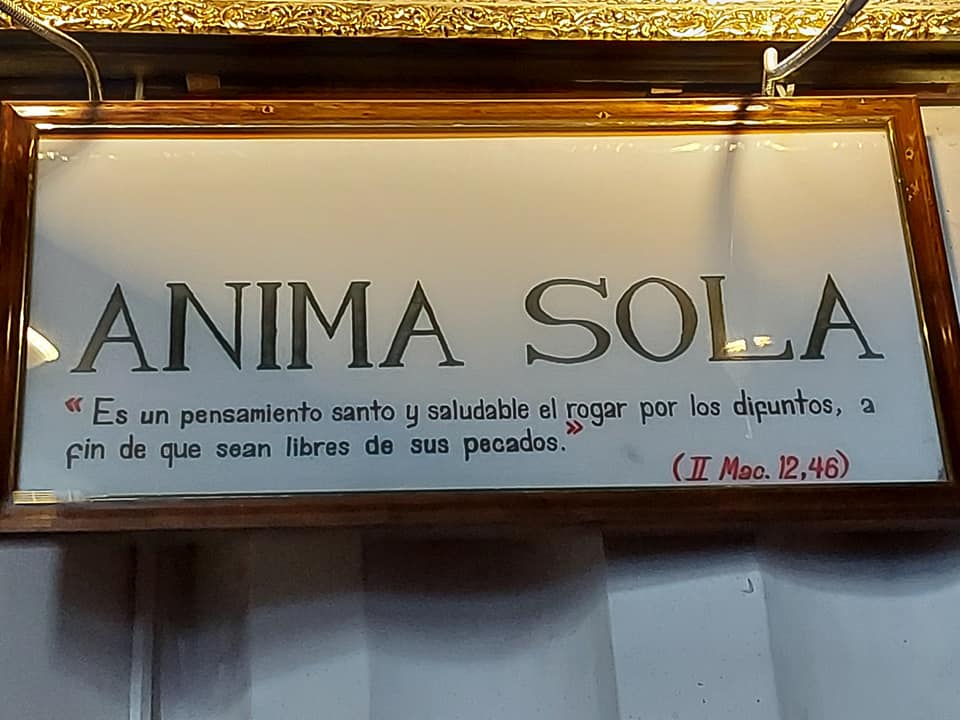 ANIMA SOLA
« Es un pensamiento santo y saludable el rogar por los difuntos, a
fin de que sean libres de sus pecados.»
(II Mac. 12,46)